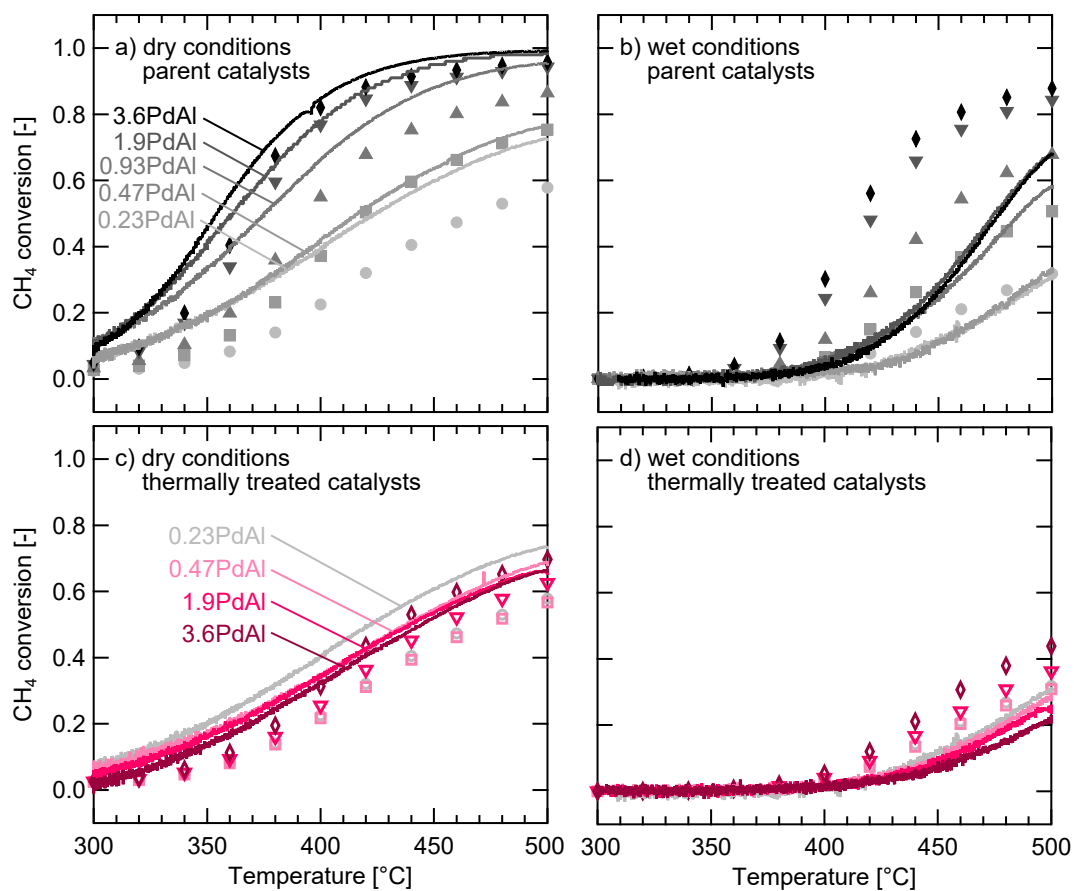 a) dry conditions
parent catalysts
b) wet conditions
parent catalysts
1.0
0.8
0.6
0.4
0.2
0.0
CH₄ conversion [-]
3.6PdAl
1.9PdAl
0.93PdAl
0.47PdAl
0.23PdAl
c) dry conditions
thermally treated catalysts
d) wet conditions
thermally treated catalysts
1.0
0.8
0.6
0.4
0.2
0.0
CH₄ conversion [-]
0.23PdAl
0.47PdAl
1.9PdAl
3.6PdAl
300 350 400 450 500
300 350 400 450 500
Temperature [°C]
Temperature [°C]